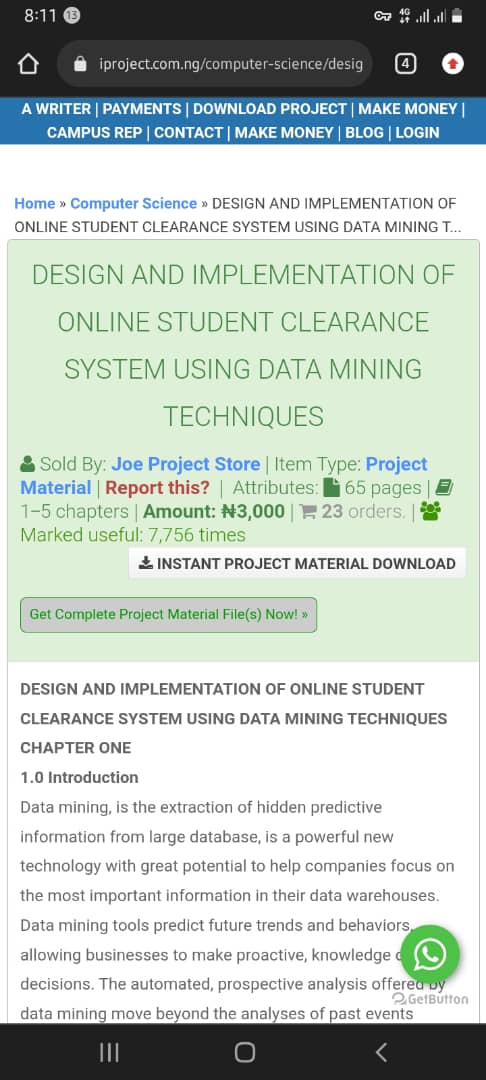 8:11 13 4G
iproject.com.ng/computer-science/desig 4
A WRITER | PAYMENTS | DOWNLOAD PROJECT | MAKE MONEY |
CAMPUS REP | CONTACT | MAKE MONEY | BLOG | LOGIN
Home » Computer Science » DESIGN AND IMPLEMENTATION OF
ONLINE STUDENT CLEARANCE SYSTEM USING DATA MINING T...
DESIGN AND IMPLEMENTATION OF
ONLINE STUDENT CLEARANCE
SYSTEM USING DATA MINING
TECHNIQUES
Sold By: Joe Project Store | Item Type: Project
Material | Report this? | Attributes: 65 pages |
1-5 chapters | Amount: ₦3,000 | 23 orders. |
Marked useful: 7,756 times
INSTANT PROJECT MATERIAL DOWNLOAD
Get Complete Project Material File(s) Now! »
DESIGN AND IMPLEMENTATION OF ONLINE STUDENT
CLEARANCE SYSTEM USING DATA MINING TECHNIQUES
CHAPTER ONE
1.0 Introduction
Data mining, is the extraction of hidden predictive
information from large database, is a powerful new
technology with great potential to help companies focus on
the most important information in their data warehouses.
Data mining tools predict future trends and behaviors,
allowing businesses to make proactive, knowledge
decisions. The automated, prospective analysis offered by
GetButton
data mining move beyond the analyses of past events